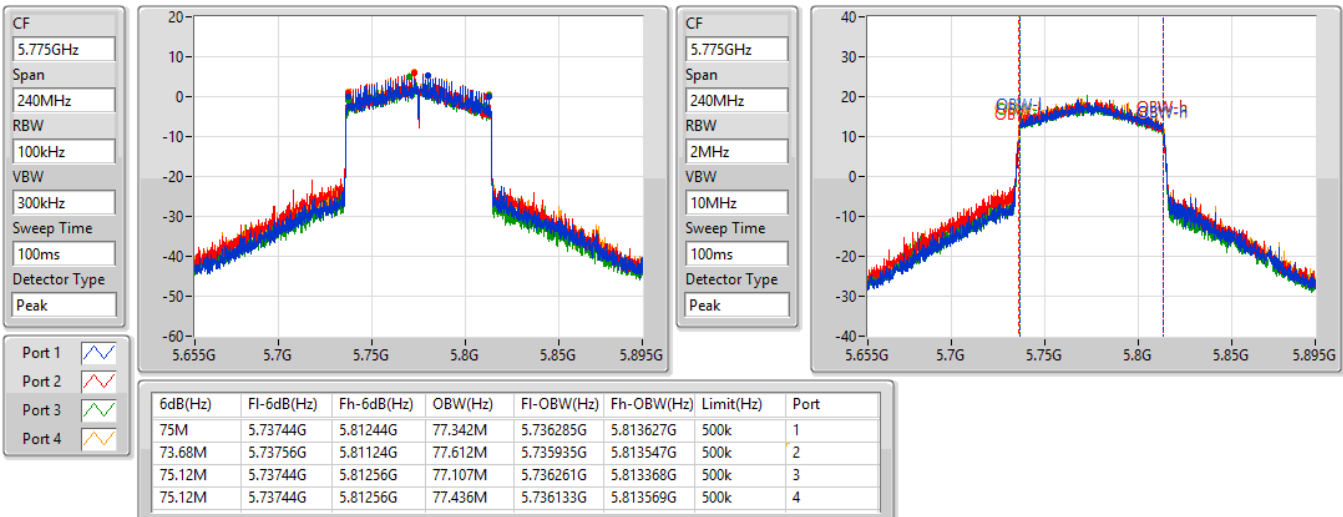 CF
5.775GHz
Span
240MHz
RBW
100kHz
VBW
300kHz
Sweep Time
100ms
Detector Type
Peak
Port 1
Port 2
Port 3
Port 4
20
10
0
-10
-20
-30
-40
-50
-60
5.655G 5.7G 5.75G 5.8G 5.85G 5.895G
CF
5.775GHz
Span
240MHz
RBW
2MHz
VBW
10MHz
Sweep Time
100ms
Detector Type
Peak
40
30
20
10
0
-10
-20
-30
-40
OBW-l OBW-h
5.655G 5.7G 5.75G 5.8G 5.85G 5.895G
6dB(Hz) Fl-6dB(Hz) Fh-6dB(Hz) OBW(Hz) Fl-OBW(Hz) Fh-OBW(Hz) Limit(Hz) Port
75M 5.73744G 5.81244G 77.342M 5.736285G 5.813627G 500k 1
73.68M 5.73756G 5.81124G 77.612M 5.735935G 5.813547G 500k 2
75.12M 5.73744G 5.81256G 77.107M 5.736261G 5.813368G 500k 3
75.12M 5.73744G 5.81256G 77.436M 5.736133G 5.813569G 500k 4